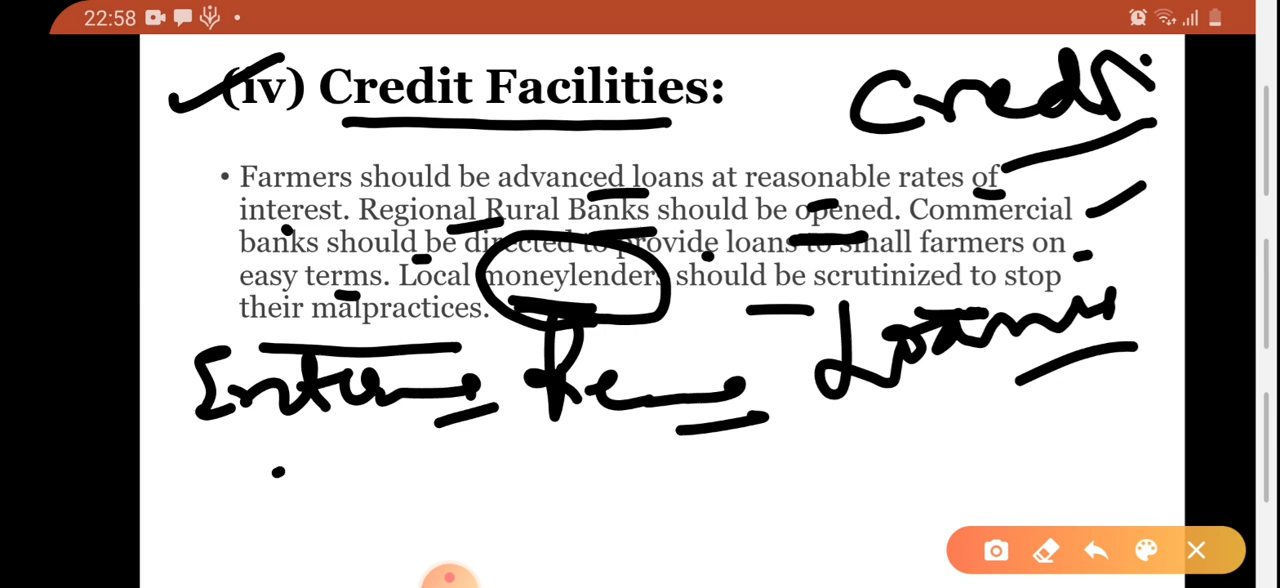 22:58
(iv) Credit Facilities:
Credit
• Farmers should be advanced loans at reasonable rates of
interest. Regional Rural Banks should be opened. Commercial
banks should be directed to provide loans to small farmers on
easy terms. Local moneylenders should be scrutinized to stop
their malpractices.
Loans